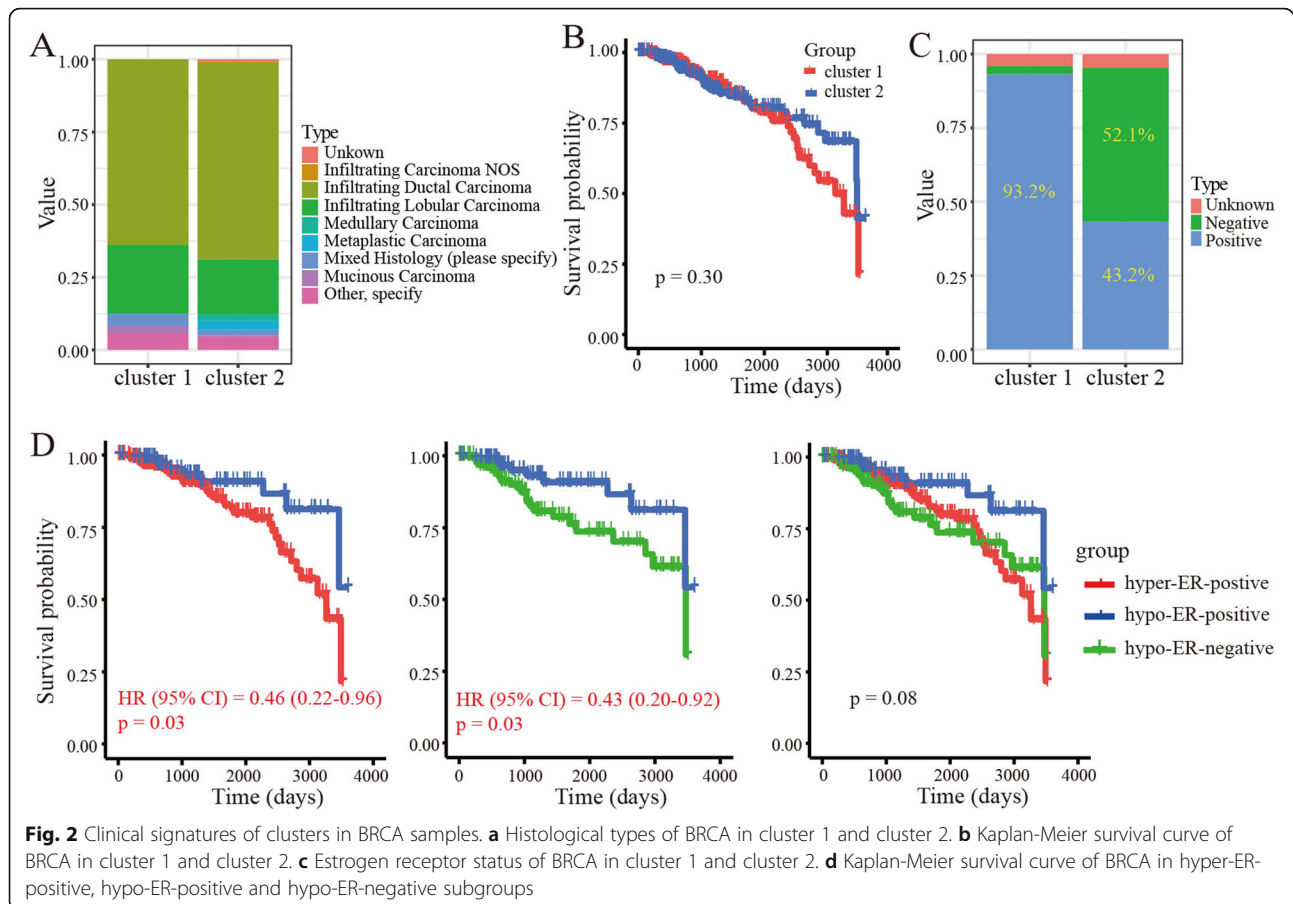 A
1.00
0.75
0.50
0.25
0.00
Value
cluster 1
cluster 2
Type
Unkown
Infiltrating Carcinoma NOS
Infiltrating Ductal Carcinoma
Infiltrating Lobular Carcinoma
Medullary Carcinoma
Metaplastic Carcinoma
Mixed Histology (please specify)
Mucinous Carcinoma
Other, specify
B
1.00
0.75
0.50
0.25
0.00
Survival probability
Group
cluster 1
cluster 2
p = 0.30
0
1000
2000
3000
4000
Time (days)
C
1.00
0.75
0.50
0.25
0.00
Value
93.2%
52.1%
43.2%
cluster 1
cluster 2
Type
Unknown
Negative
Positive
D
1.00
0.75
0.50
0.25
0.00
Survival probability
HR (95% CI) = 0.46 (0.22-0.96)
p = 0.03
0
1000
2000
3000
4000
Time (days)
1.00
0.75
0.50
0.25
0.00
HR (95% CI) = 0.43 (0.20-0.92)
p = 0.03
0
1000
2000
3000
4000
Time (days)
1.00
0.75
0.50
0.25
0.00
p = 0.08
0
1000
2000
3000
4000
Time (days)
group
hyper-ER-postive
hypo-ER-positive
hypo-ER-negative
Fig. 2 Clinical signatures of clusters in BRCA samples. a Histological types of BRCA in cluster 1 and cluster 2. b Kaplan-Meier survival curve of
BRCA in cluster 1 and cluster 2. c Estrogen receptor status of BRCA in cluster 1 and cluster 2. d Kaplan-Meier survival curve of BRCA in hyper-ER-
positive, hypo-ER-positive and hypo-ER-negative subgroups